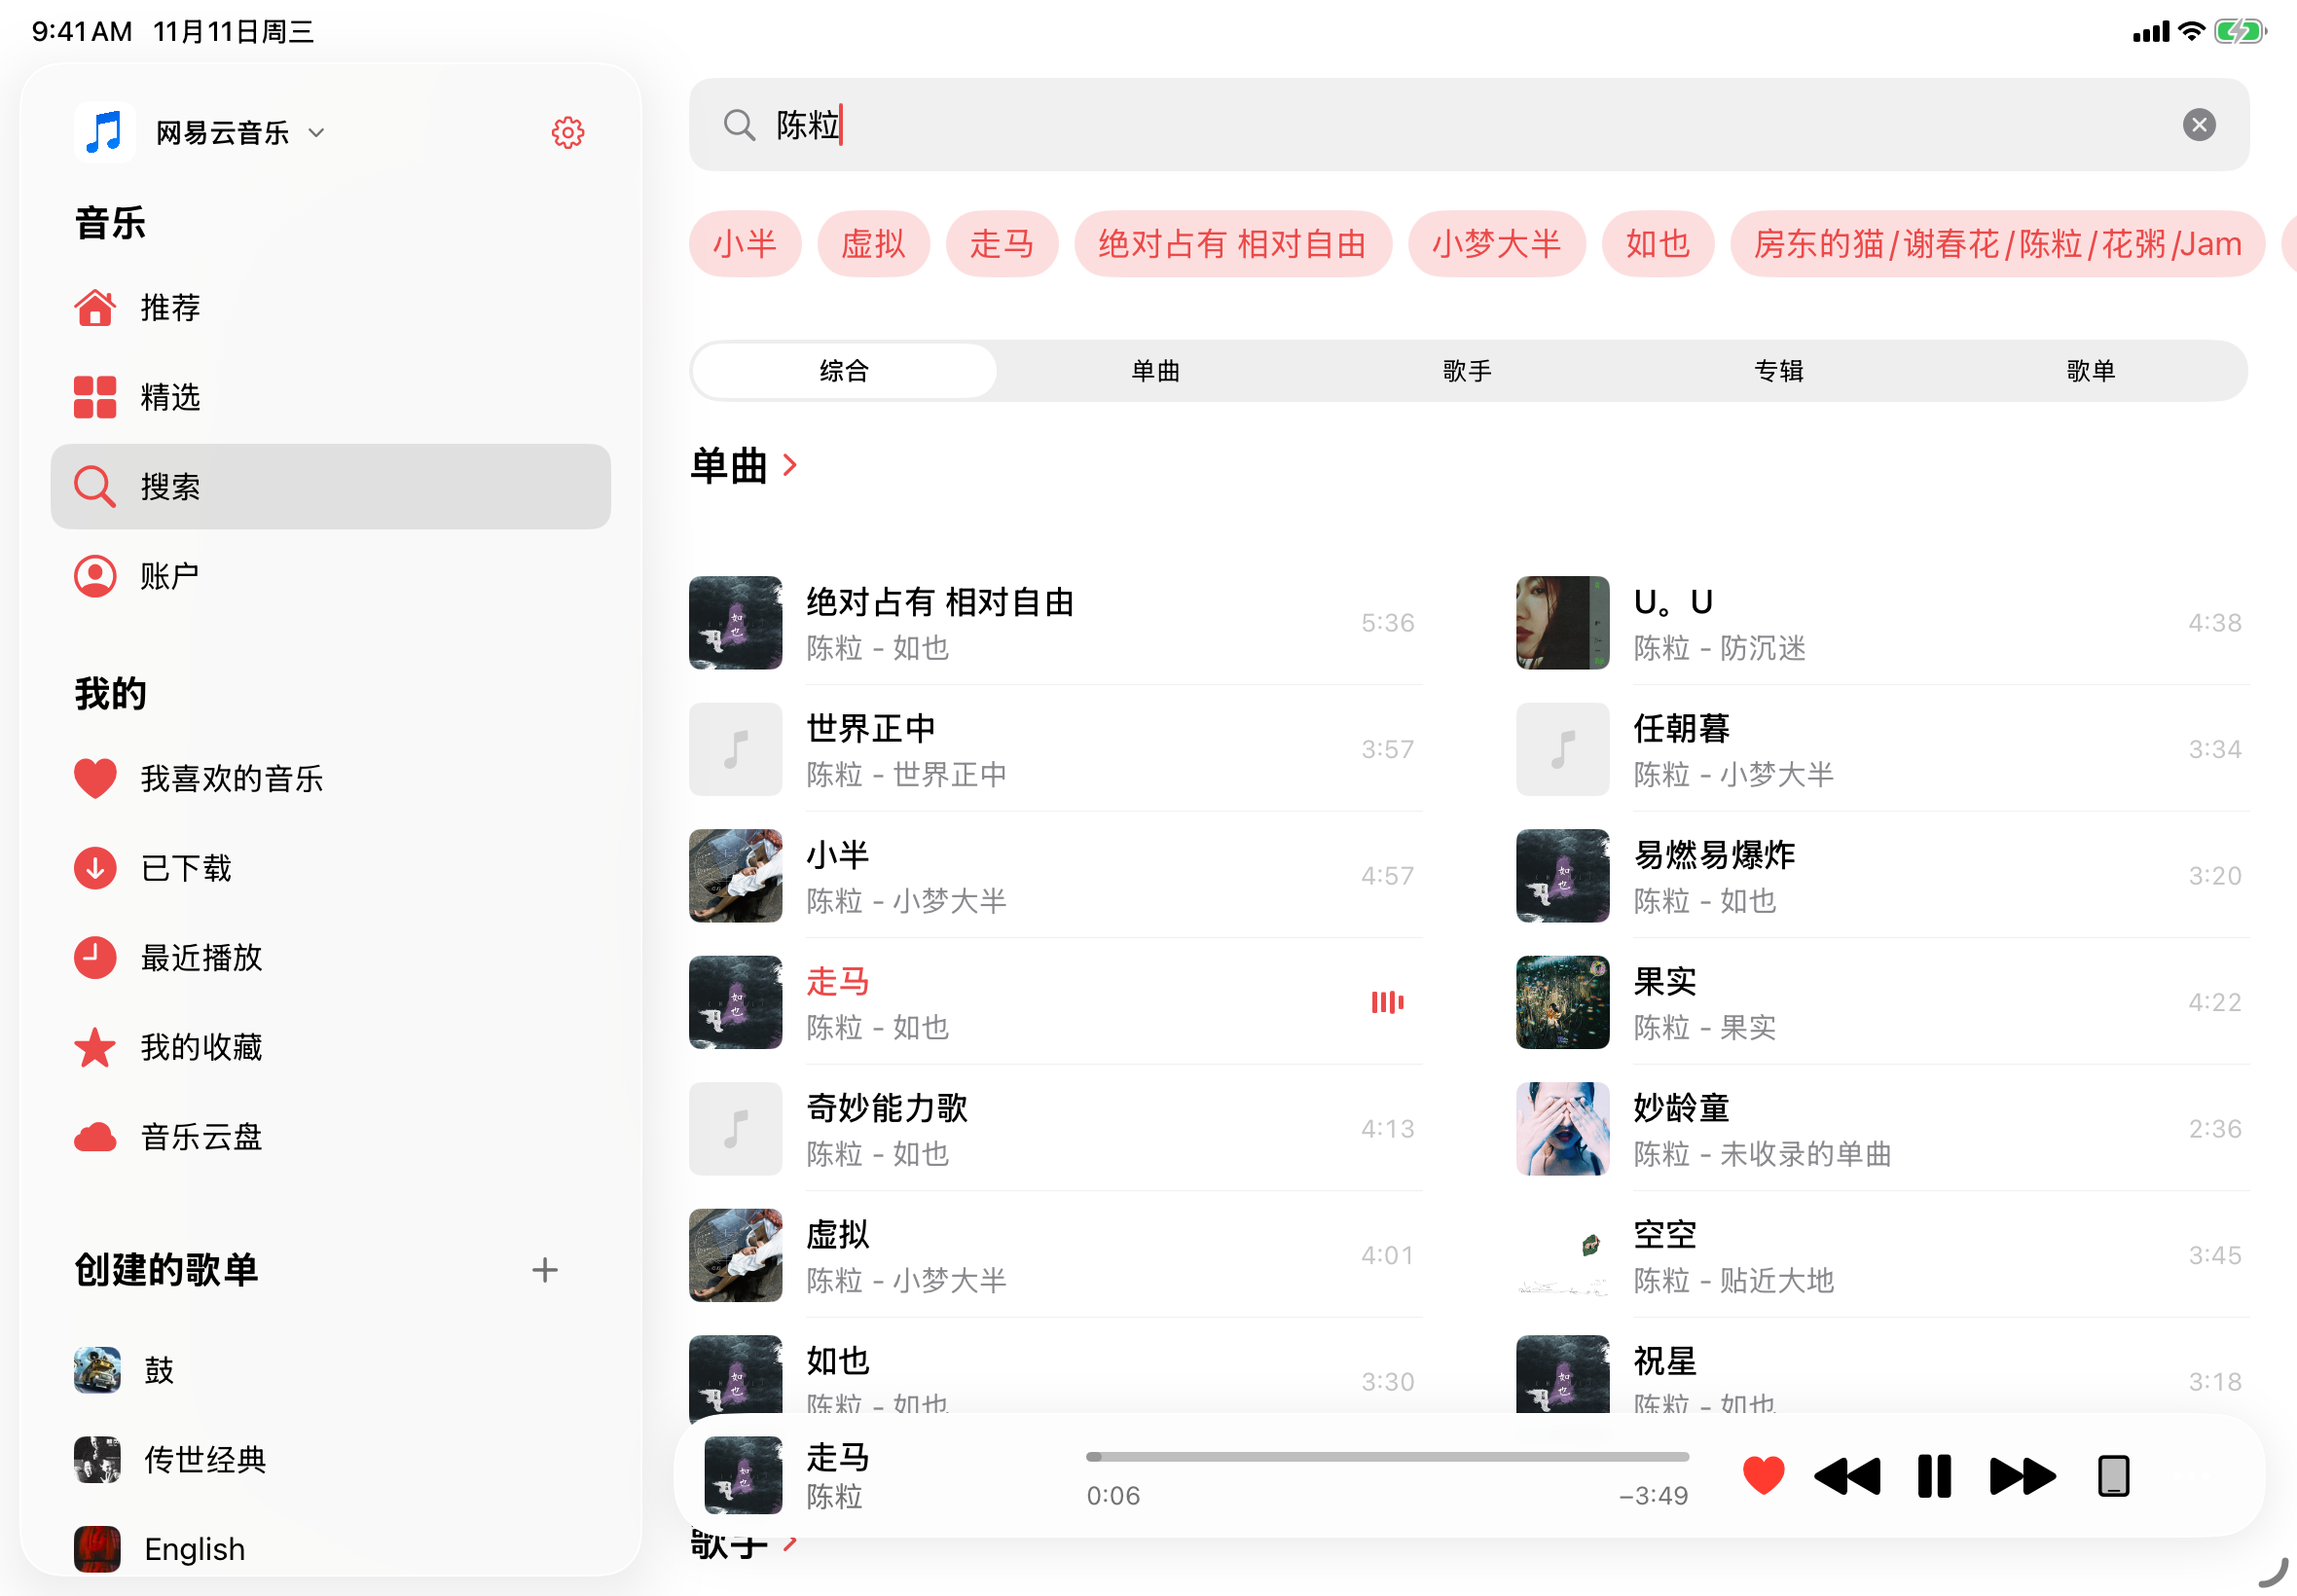 9:41AM 11月11日周三
网易云音乐
音乐
推荐
精选
搜索
账户
我的
我喜欢的音乐
已下载
最近播放
我的收藏
音乐云盘
创建的歌单
鼓
传世经典
English
陈粒
小半 虚拟 走马 绝对占有 相对自由 小梦大半 如也 房东的猫/谢春花/陈粒/花粥/Jam
综合 单曲 歌手 专辑 歌单
单曲
绝对占有 相对自由
陈粒 - 如也
5:36
U。U
陈粒 - 防沉迷
4:38
世界正中
陈粒 - 世界正中
3:57
任朝暮
陈粒 - 小梦大半
3:34
小半
陈粒 - 小梦大半
4:57
易燃易爆炸
陈粒 - 如也
3:20
走马
陈粒 - 如也
果实
陈粒 - 果实
4:22
奇妙能力歌
陈粒 - 如也
4:13
妙龄童
陈粒 - 未收录的单曲
2:36
虚拟
陈粒 - 小梦大半
4:01
空空
陈粒 - 贴近大地
3:45
如也
陈粒 - 如也
3:30
祝星
陈粒 - 如也
3:18
走马
陈粒
0:06
−3:49
歌手